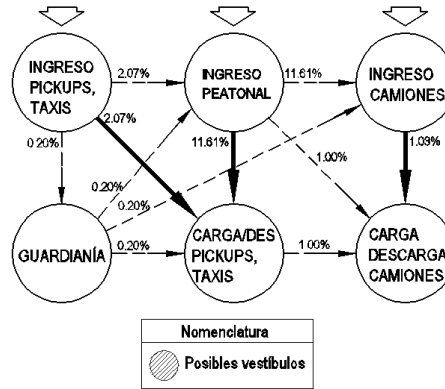 INGRESO
PICKUPS,
TAXIS
2.07%
INGRESO
PEATONAL
11.61%
INGRESO
CAMIONES
2.07%
0.20%
11.61%
1.03%
0.20%
1.00%
GUARDIANÍA
0.20%
0.20%
CARGA/DES
PICKUPS,
TAXIS
1.00%
CARGA
DESCARGA
CAMIONES
Nomenclatura
Posibles vestíbulos